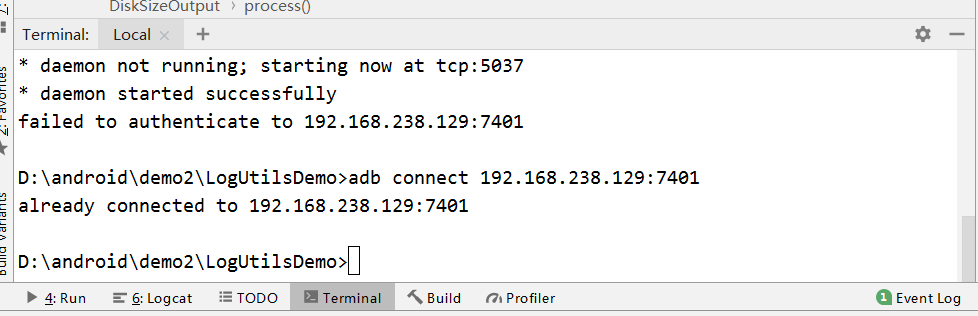 DiskSizeOutput › process()
Terminal: Local × +
* daemon not running; starting now at tcp:5037
* daemon started successfully
failed to authenticate to 192.168.238.129:7401
D:\android\demo2\LogUtilsDemo>adb connect 192.168.238.129:7401
already connected to 192.168.238.129:7401
D:\android\demo2\LogUtilsDemo>
2: Favorites
Build Variants
4: Run 6: Logcat TODO Terminal Build Profiler 1 Event Log